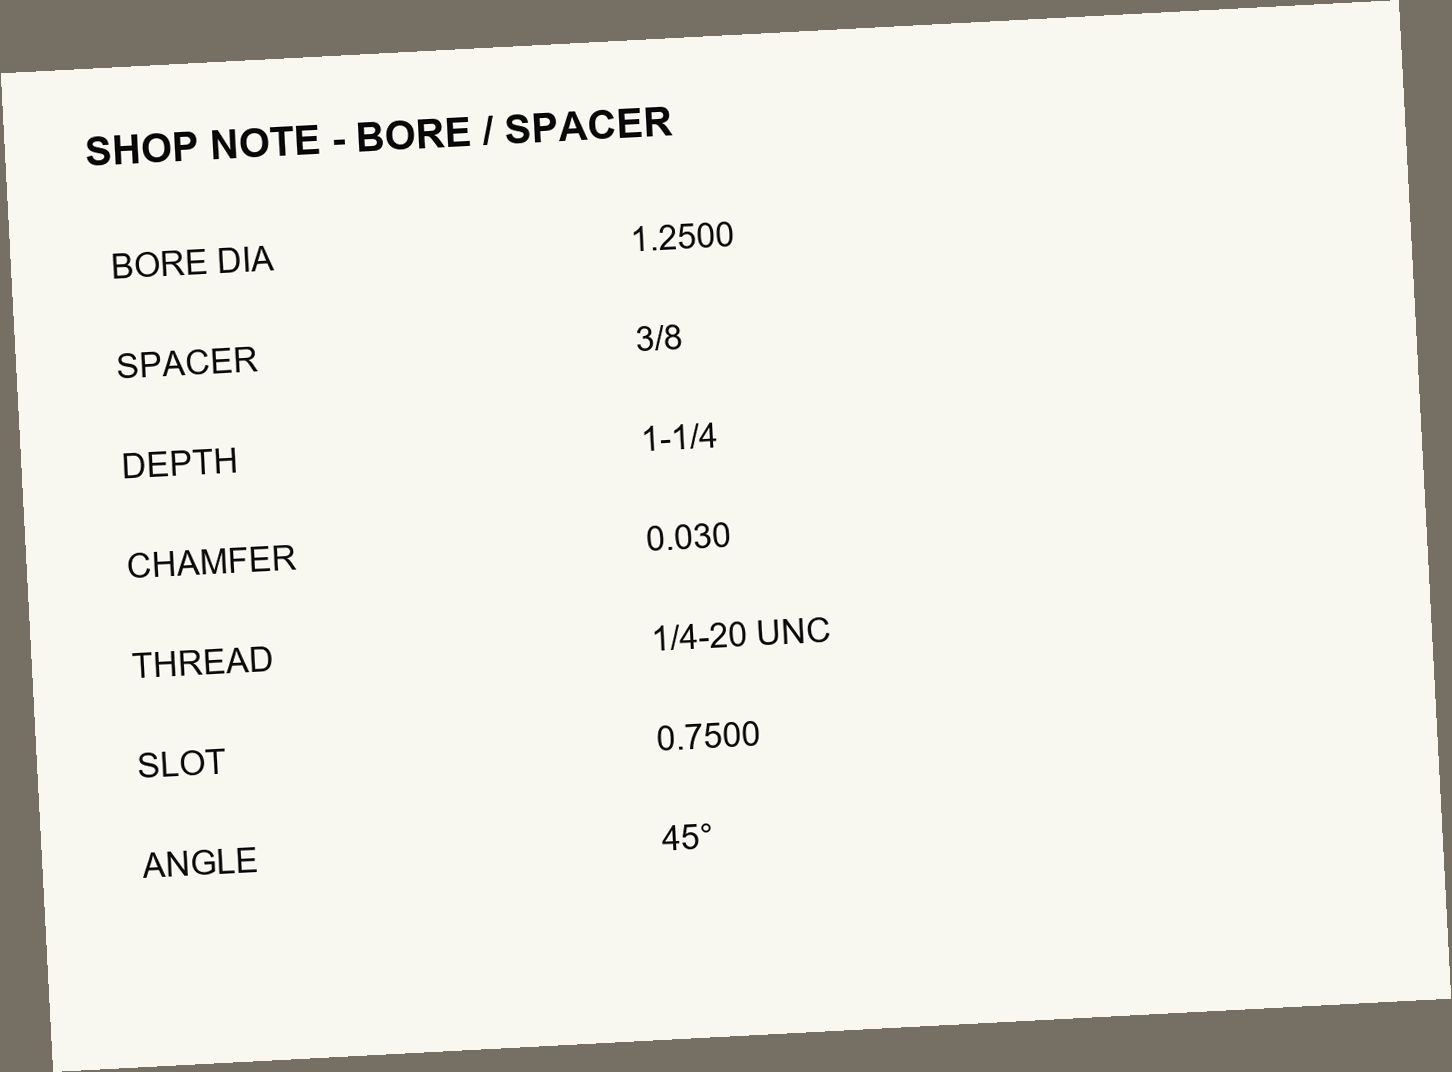 SHOP NOTE - BORE / SPACER
BORE DIA 1.2500
SPACER 3/8
DEPTH 1-1/4
CHAMFER 0.030
THREAD 1/4-20 UNC
SLOT 0.7500
ANGLE 45°